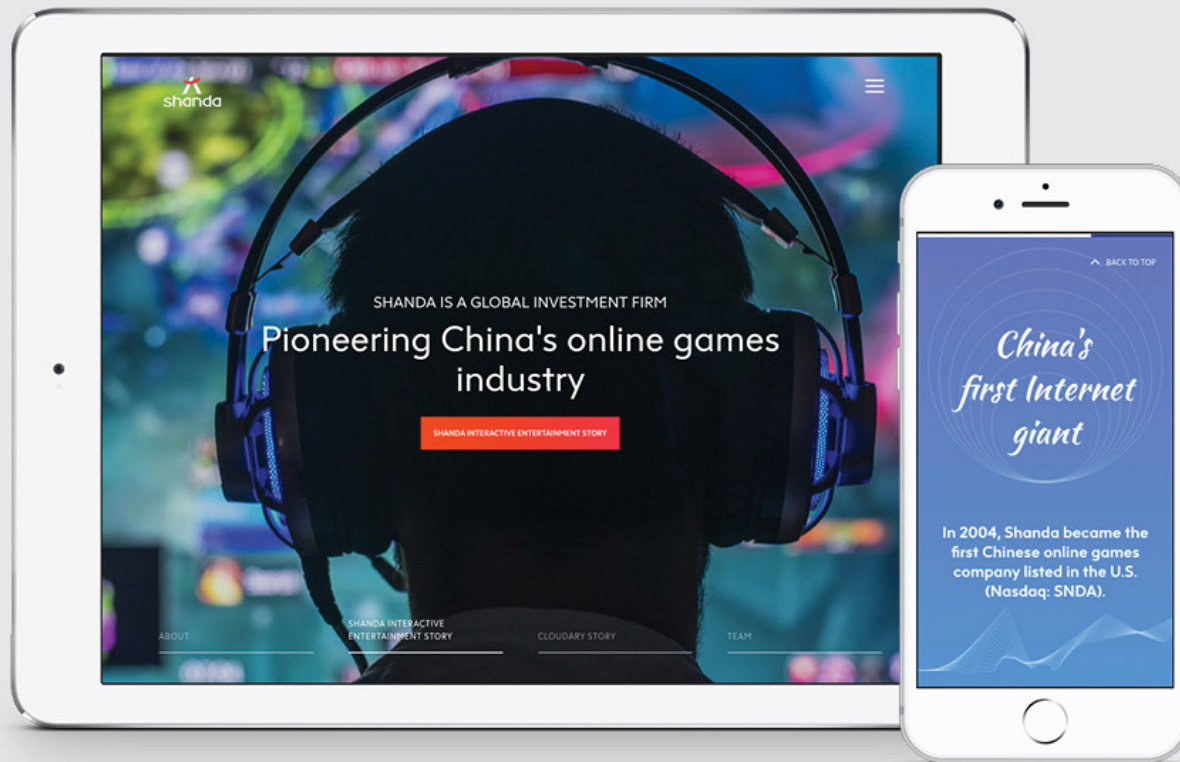 shanda
SHANDA IS A GLOBAL INVESTMENT FIRM
Pioneering China's online games
industry
SHANDA INTERACTIVE ENTERTAINMENT STORY
ABOUT
SHANDA INTERACTIVE
ENTERTAINMENT STORY
CLOUDARY STORY
TEAM
BACK TO TOP
China's
first Internet
giant
In 2004, Shanda became the
first Chinese online games
company listed in the U.S.
(Nasdaq: SNDA).